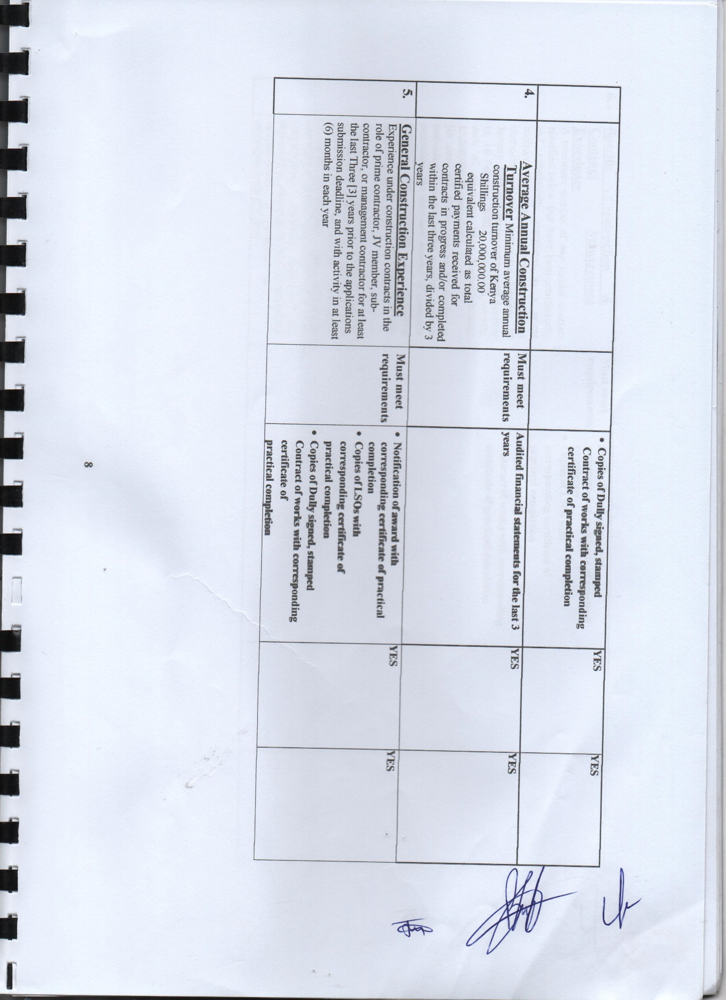 • Copies of Dully signed, stamped
Contract of works with corresponding
certificate of practical completion
YES
YES
4.
Average Annual Construction
Turnover Minimum average annual
construction turnover of Kenya
Shillings 20,000,000.00
equivalent calculated as total
certified payments received for
contracts in progress and/or completed
within the last three years, divided by 3
years
Must meet
requirements
Audited financial statements for the last 3
years
YES
YES
5.
General Construction Experience
Experience under construction contracts in the
role of prime contractor, JV member, sub-
contractor, or management contractor for at least
the last Three [3] years prior to the applications
submission deadline, and with activity in at least
(6) months in each year
Must meet
requirements
• Notification of award with
corresponding certificate of practical
completion
• Copies of LSOs with
corresponding certificate of
practical completion
• Copies of Dully signed, stamped
Contract of works with corresponding
certificate of
practical completion
YES
YES
8